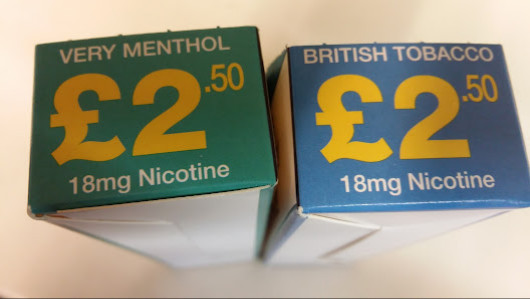 VERY MENTHOL
£2.50
18mg Nicotine
BRITISH TOBACCO
£2.50
18mg Nicotine